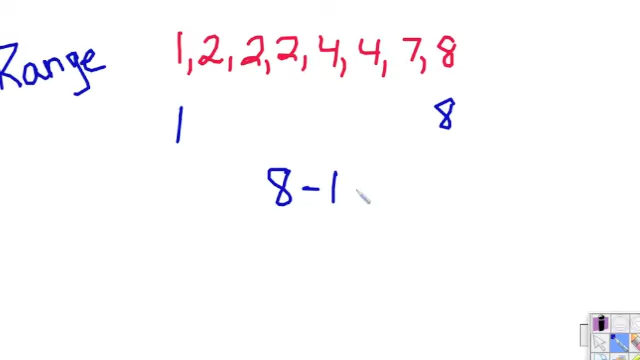 Range 1, 2, 2, 2, 4, 4, 7, 8
1 8
8 - 1